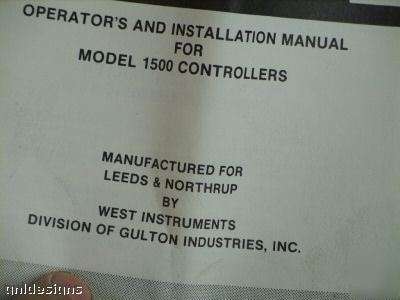 OPERATOR'S AND INSTALLATION MANUAL
FOR
MODEL 1500 CONTROLLERS
MANUFACTURED FOR
LEEDS & NORTHRUP
BY
WEST INSTRUMENTS
DIVISION OF GULTON INDUSTRIES, INC.
qnldesigns